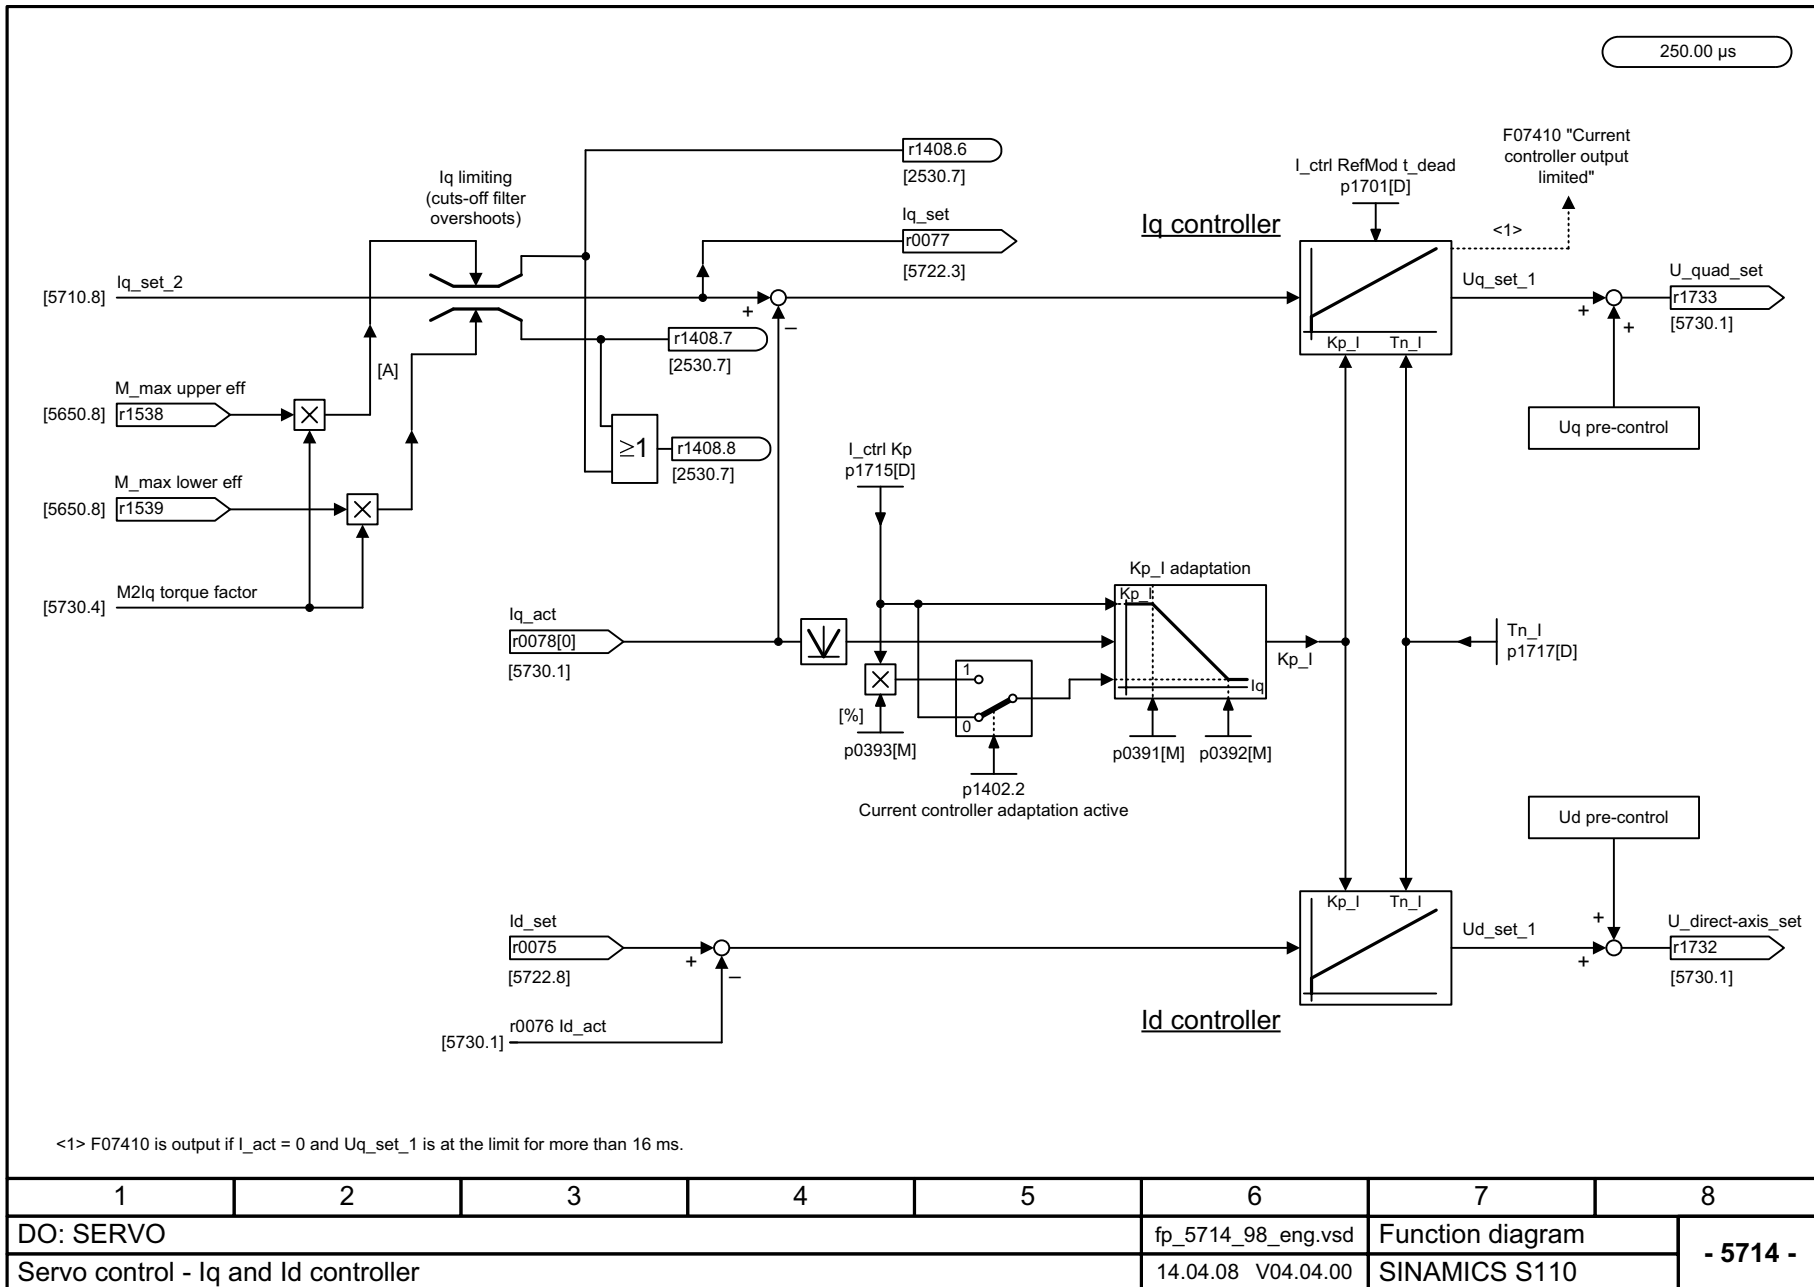 250.00 µs
F07410 "Current
controller output
limited"
r1408.6
[2530.7]
I_ctrl RefMod t_dead
p1701[D]
Iq limiting
(cuts-off filter
overshoots)
Iq_set
r0077
[5722.3]
Iq controller
<1>
[5710.8] Iq_set_2
+
–
Kp_I Tn_I
Uq_set_1
+
+
U_quad_set
r1733
[5730.1]
r1408.7
[2530.7]
[A]
M_max upper eff
[5650.8] r1538
×
Uq pre-control
≥1
r1408.8
[2530.7]
I_ctrl Kp
p1715[D]
M_max lower eff
[5650.8] r1539
×
M2Iq torque factor
[5730.4]
Kp_I adaptation
Kp_I
Iq
Iq_act
r0078[0]
[5730.1]
Kp_I
Tn_I
p1717[D]
×
1
0
[%]
p0393[M]
p0391[M] p0392[M]
p1402.2
Current controller adaptation active
Ud pre-control
Id_set
r0075
[5722.8]
+
–
Kp_I Tn_I
Ud_set_1
+
+
U_direct-axis_set
r1732
[5730.1]
[5730.1] r0076 Id_act
Id controller
<1> F07410 is output if I_act = 0 and Uq_set_1 is at the limit for more than 16 ms.
1 2 3 4 5 6 7 8
DO: SERVO fp_5714_98_eng.vsd Function diagram - 5714 -
Servo control - Iq and Id controller 14.04.08 V04.04.00 SINAMICS S110